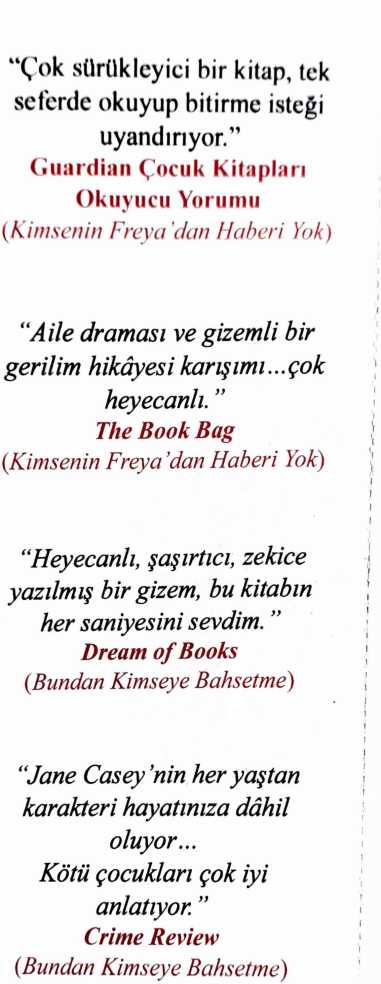 “Çok sürükleyici bir kitap, tek
seferde okuyup bitirme isteği
uyandırıyor.”
Guardian Çocuk Kitapları
Okuyucu Yorumu
(Kimsenin Freya’dan Haberi Yok)
“Aile draması ve gizemli bir
gerilim hikâyesi karışımı...çok
heyecanlı.”
The Book Bag
(Kimsenin Freya’dan Haberi Yok)
“Heyecanlı, şaşırtıcı, zekice
yazılmış bir gizem, bu kitabın
her saniyesini sevdim.”
Dream of Books
(Bundan Kimseye Bahsetme)
“Jane Casey’nin her yaştan
karakteri hayatınıza dâhil
oluyor...
Kötü çocukları çok iyi
anlatıyor.”
Crime Review
(Bundan Kimseye Bahsetme)